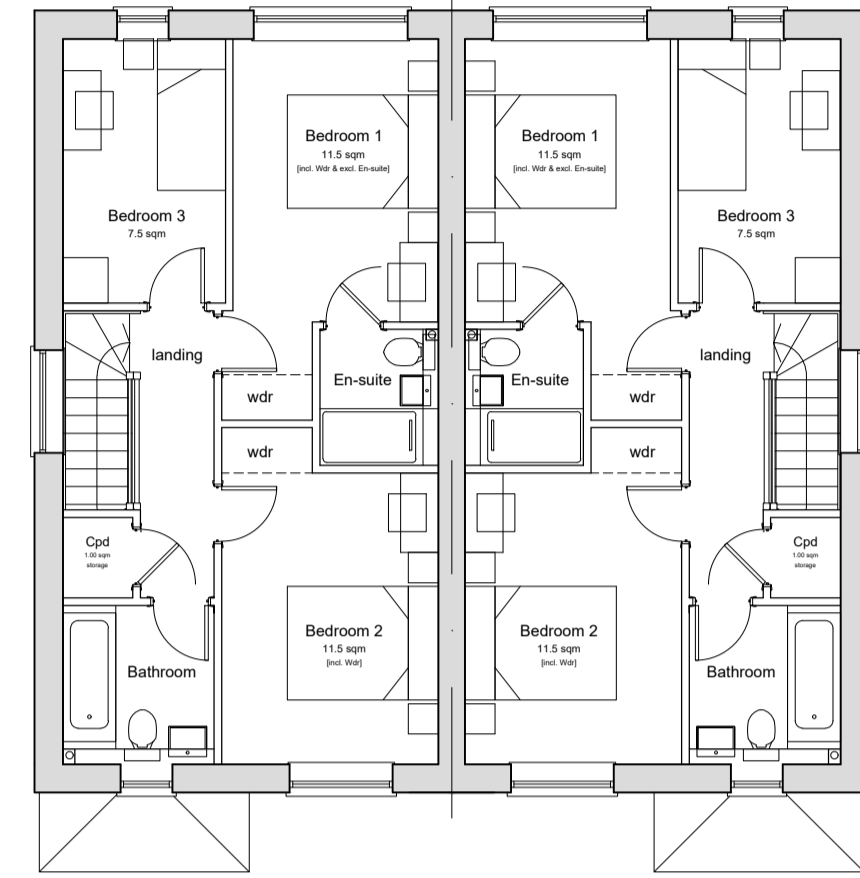 Bedroom 1
11.5 sqm
[incl. Wdr & excl. En-suite]
Bedroom 1
11.5 sqm
[incl. Wdr & excl. En-suite]
Bedroom 3
7.5 sqm
Bedroom 3
7.5 sqm
landing
landing
En-suite
En-suite
wdr
wdr
wdr
wdr
Cpd
1.00 sqm
storage
Cpd
1.00 sqm
storage
Bedroom 2
11.5 sqm
[incl. Wdr]
Bedroom 2
11.5 sqm
[incl. Wdr]
Bathroom
Bathroom